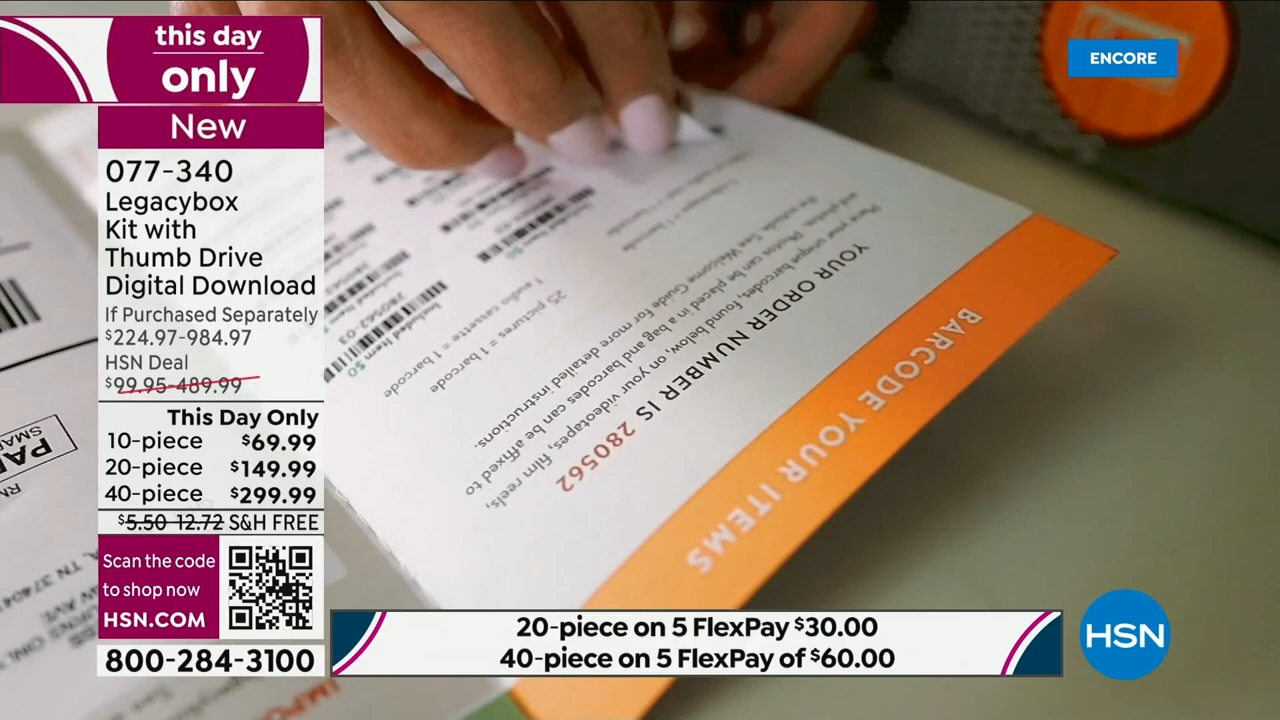 this day
only
New
077-340
Legacybox
Kit with
Thumb Drive
Digital Download
If Purchased Separately
$224.97-984.97
HSN Deal
$99.95-489.99
This Day Only
10-piece $69.99
20-piece $149.99
40-piece $299.99
$5.50-12.72 S&H FREE
Scan the code
to shop now
HSN.COM
800-284-3100
ENCORE
BARCODE YOUR ITEMS
YOUR ORDER NUMBER IS 280562
Place your unique barcodes, found below, on your videotapes, film reels,
and photos. Photos can be placed in a bag and barcodes can be affixed to
the outside. See Welcome Guide for more detailed instructions.
1 audio cassette = 1 barcode
25 pictures = 1 barcode
280562-03
20-piece on 5 FlexPay $30.00
40-piece on 5 FlexPay of $60.00
HSN